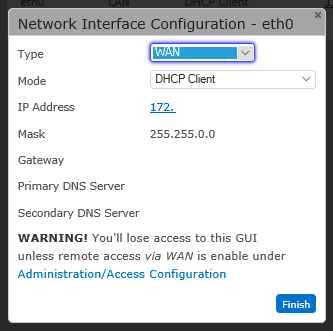 eth0 LAN DHCP Client
Network Interface Configuration - eth0
Type WAN
Mode DHCP Client
IP Address 172.
Mask 255.255.0.0
Gateway
Primary DNS Server
Secondary DNS Server
WARNING! You'll lose access to this GUI
unless remote access via WAN is enable under
Administration/Access Configuration
Finish